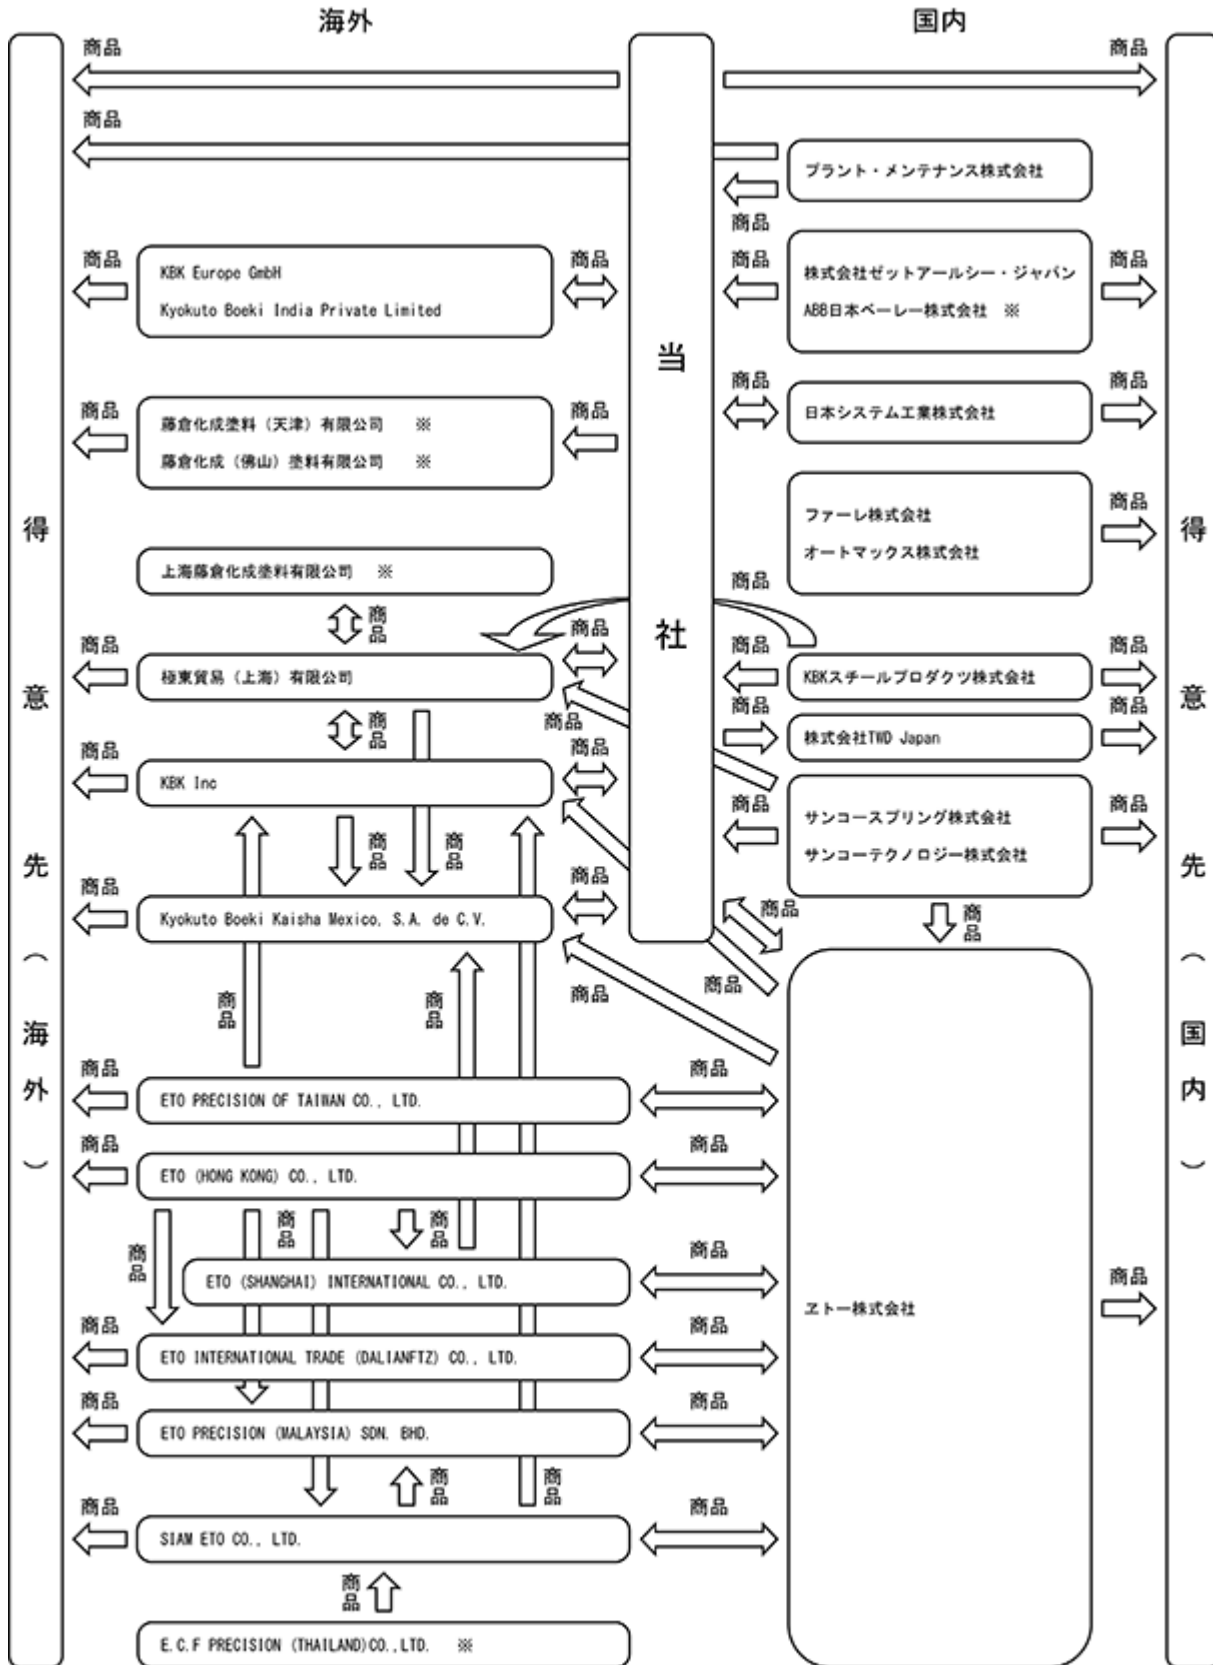 海外
国内
商品
商品
商品
プラント・メンテナンス株式会社
商品
商品
KBK Europe GmbH
Kyokuto Boeki India Private Limited
商品
商品
株式会社ゼットアールシー・ジャパン
ABB日本ベーレー株式会社 ※
商品
当社
商品
藤倉化成塗料（天津）有限公司 ※
藤倉化成（佛山）塗料有限公司 ※
商品
商品
日本システム工業株式会社
商品
ファーレ株式会社
オートマックス株式会社
商品
得意先（海外）
得意先（国内）
上海藤倉化成塗料有限公司 ※
商品
商品
商品
極東貿易（上海）有限公司
商品
商品
KBKスチールプロダクツ株式会社
商品
商品
商品
商品
株式会社TWD Japan
商品
商品
KBK Inc
商品
商品
サンコースプリング株式会社
サンコーテクノロジー株式会社
商品
商品
商品
商品
Kyokuto Boeki Kaisha Mexico, S.A. de C.V.
商品
商品
商品
商品
商品
商品
商品
商品
ETO PRECISION OF TAIWAN CO., LTD.
商品
商品
ETO (HONG KONG) CO., LTD.
商品
商品
商品
商品
ETO (SHANGHAI) INTERNATIONAL CO., LTD.
商品
ヱトー株式会社
商品
商品
ETO INTERNATIONAL TRADE (DALIANFTZ) CO., LTD.
商品
商品
ETO PRECISION (MALAYSIA) SDN. BHD.
商品
商品
商品
商品
SIAM ETO CO., LTD.
商品
商品
E.C.F PRECISION (THAILAND)CO.,LTD. ※